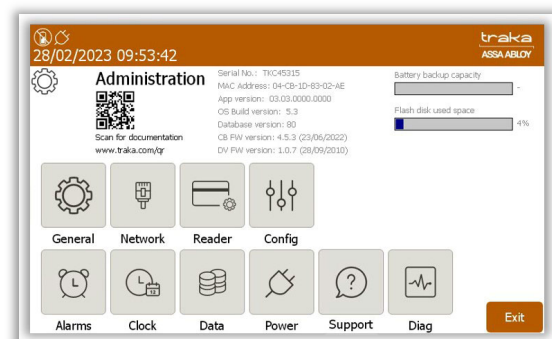 traka
28/02/2023 09:53:42
ASSA ABLOY
Administration
Scan for documentation
www.traka.com/qr
Serial No.: TKC45315
MAC Address: 04-CB-1D-83-02-AE
App version: 03.03.0000.0000
OS Build version: 5.3
Database version: 80
CB FW version: 4.5.3 (23/06/2022)
DV FW version: 1.0.7 (28/09/2010)
Battery backup capacity
-
Flash disk used space
4%
General
Network
Reader
Config
Alarms
Clock
Data
Power
Support
Diag
Exit